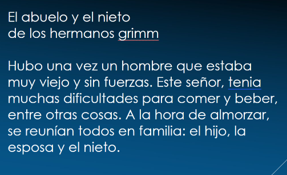 El abuelo y el nieto
de los hermanos grimm
Hubo una vez un hombre que estaba
muy viejo y sin fuerzas. Este señor, tenia
muchas dificultades para comer y beber,
entre otras cosas. A la hora de almorzar,
se reunían todos en familia: el hijo, la
esposa y el nieto.